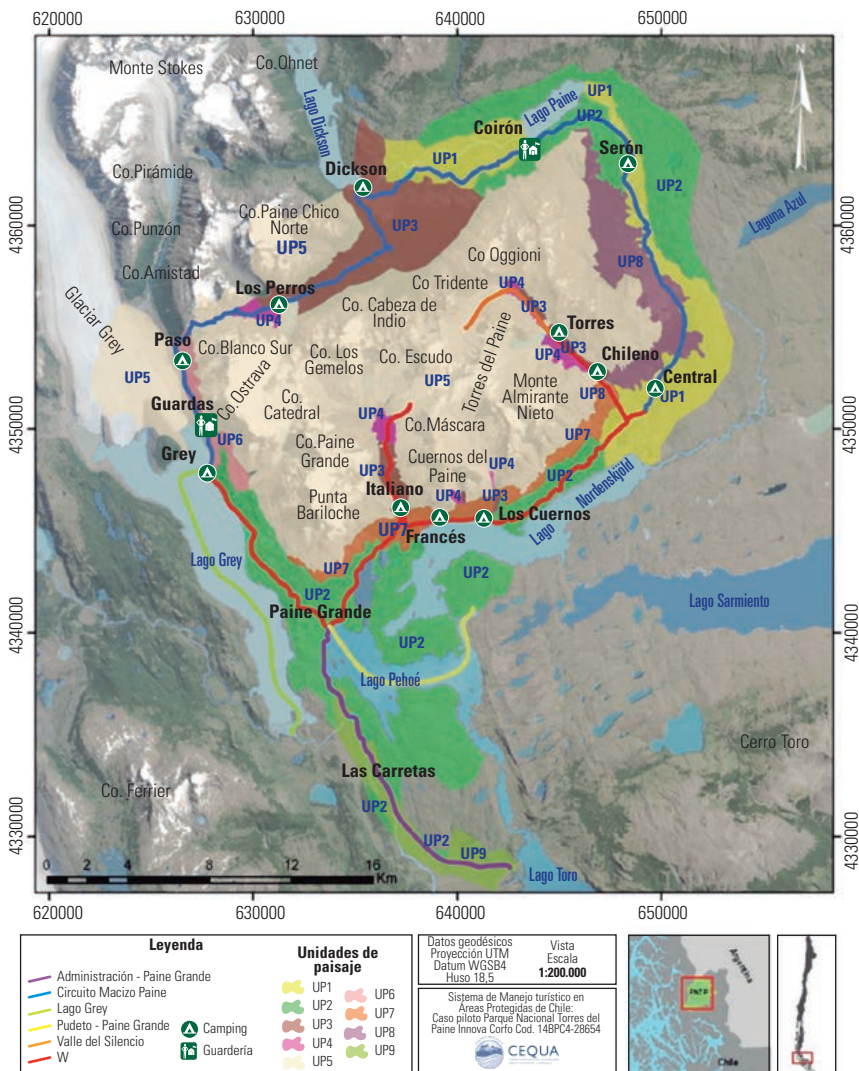 620000 630000 640000 650000
N
Monte Stokes
Co.Ohnet
Lago Dickson
Lago Paine
UP1
UP2
Coirón
Serón
Co.Pirámide
Dickson
UP1
UP2
Laguna Azul
Co.Paine Chico
Norte
UP5
UP3
Co.Punzón
4360000
4360000
Co Oggioni
UP8
Co.Amistad
Co Tridente
UP4
Los Perros
UP3
Glaciar Grey
UP4
Co. Cabeza de
Indio
Torres
Paso
Co.Blanco Sur
Co. Los
Gemelos
Co. Escudo
Torres del Paine
UP3
UP4
Chileno
UP5
Co.Ostrava
UP5
Monte
Almirante
Nieto
UP8
Central
UP1
Co.
Catedral
Guardas
UP4
Co.Máscara
UP7
4350000
4350000
UP6
Co.Paine
Grande
Cuernos del
Paine
UP4
Grey
UP3
UP2
Nordenskjöld
Punta
Bariloche
Italiano
UP4
UP3
Los Cuernos
Lago
UP7
Francés
Lago Grey
UP7
UP2
UP2
Paine Grande
Lago Sarmiento
4340000
4340000
UP2
Lago Pehoé
Cerro Toro
Las Carretas
Co. Ferrier
UP2
4330000
4330000
UP2
UP9
Lago Toro
0 2 4 8 12 16
Km
620000 630000 640000 650000
Leyenda
Administración - Paine Grande
Circuito Macizo Paine
Lago Grey
Pudeto - Paine Grande
Valle del Silencio
W
Camping
Guardería
Unidades de
paisaje
UP1
UP2
UP3
UP4
UP5
UP6
UP7
UP8
UP9
Datos geodésicos
Proyección UTM
Datum WGSB4
Huso 18,5
Vista
Escala
1:200.000
Sistema de Manejo turístico en
Áreas Protegidas de Chile:
Caso piloto Parque Nacional Torres del
Paine Innova Corfo Cod. 14BPC4-28654
CEQUA
Argentina
PNTP
Chile